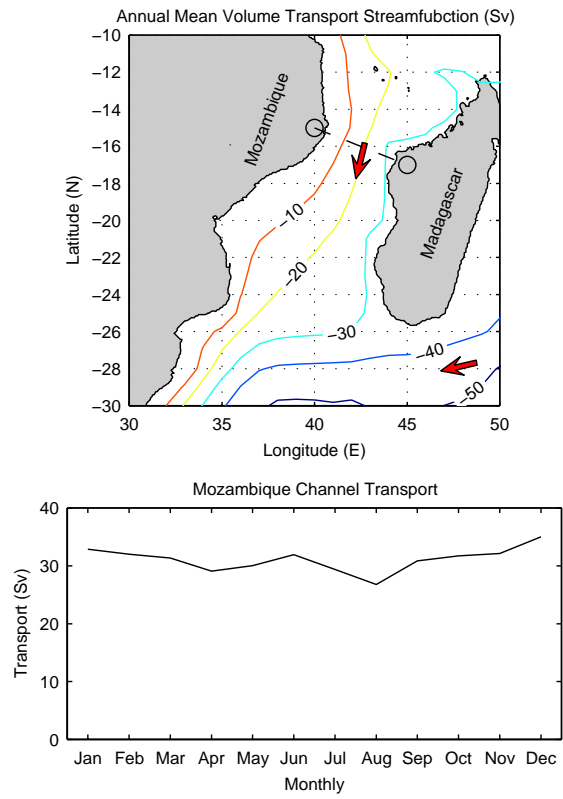 Annual Mean Volume Transport Streamfubction (Sv)
−10
−12
−14
−16
−18
−20
−22
−24
−26
−28
−30
Latitude (N)
30
35
40
45
50
Longitude (E)
Mozambique
Madagascar
−10
−20
−30
−40
−50
Mozambique Channel Transport
40
30
20
10
0
Transport (Sv)
Jan Feb Mar Apr May Jun Jul Aug Sep Oct Nov Dec
Monthly